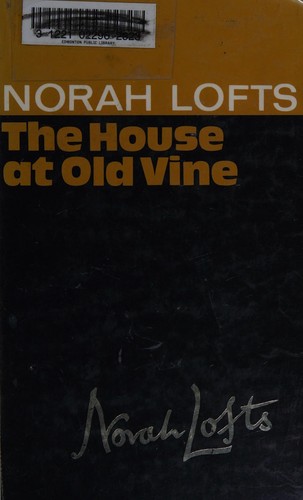 EDMONTON PUBLIC LIBRARY
NORAH LOFTS
The House
at Old Vine
Norah Lofts